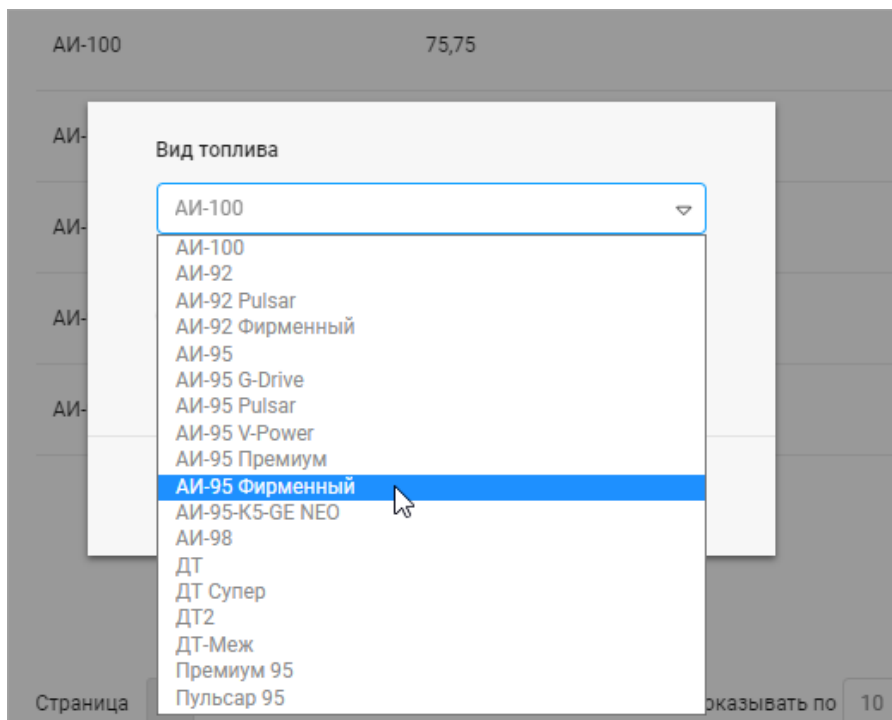 АИ-100 75,75
АИ-
Вид топлива
АИ-100
АИ-
АИ-100
АИ-92
АИ-92 Pulsar
АИ-92 Фирменный
АИ-
АИ-95
АИ-95 G-Drive
АИ-95 Pulsar
АИ-
АИ-95 V-Power
АИ-95 Премиум
АИ-95 Фирменный
АИ-95-K5-GE NEO
АИ-98
ДТ
ДТ Супер
ДТ2
ДТ-Меж
Премиум 95
Пульсар 95
Страница оказывать по 10